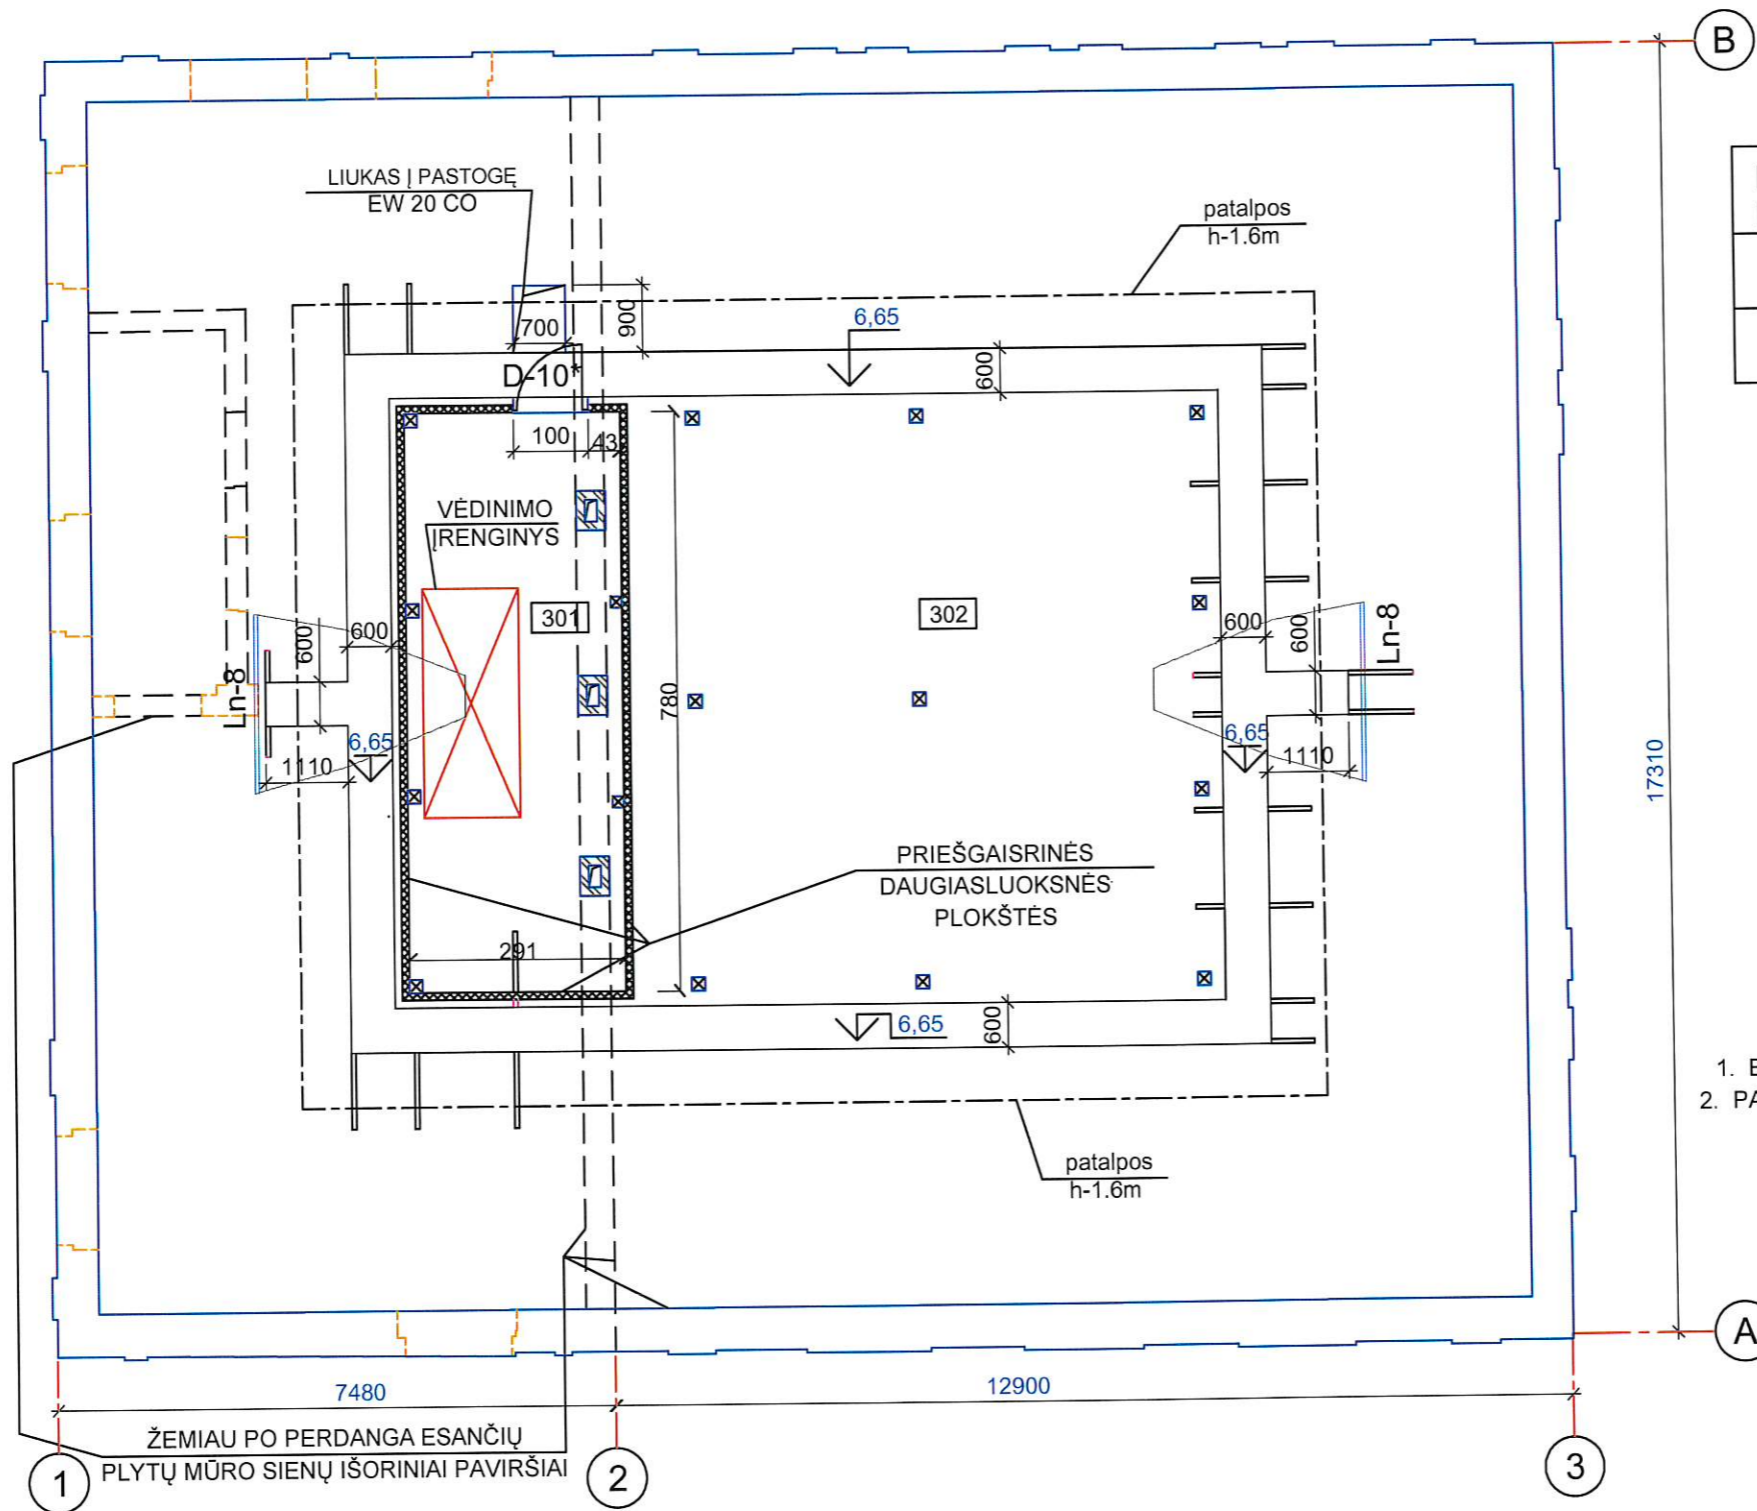 B
LIUKAS Į PASTOGĘ
EW 20 CO
patalpos
h-1.6m
700
900
6,65
600
D-10*
100
43
VĖDINIMO
ĮRENGINYS
301
302
600
600
Ln-8
780
600
600
Ln-8
6,65
1110
6,65
1110
17310
PRIEŠGAISRINĖS
DAUGIASLUOKSNĖS
PLOKŠTĖS
291
6,65
600
1.
2. PA
patalpos
h-1.6m
A
7480
12900
ŽEMIAU PO PERDANGA ESANČIŲ
PLYTŲ MŪRO SIENŲ IŠORINIAI PAVIRŠIAI
1
2
3